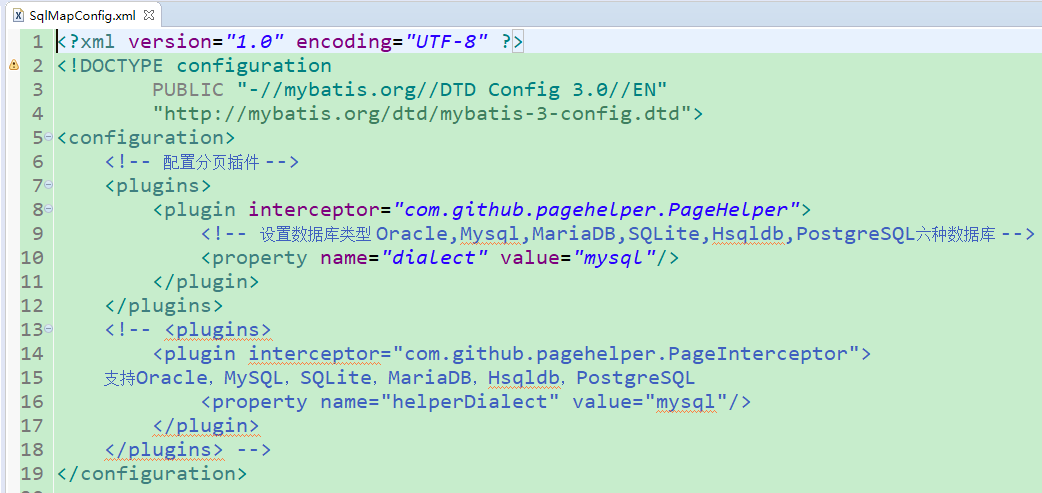 SqlMapConfig.xml
1 <?xml version="1.0" encoding="UTF-8" ?>
2 <!DOCTYPE configuration
3 PUBLIC "-//mybatis.org//DTD Config 3.0//EN"
4 "http://mybatis.org/dtd/mybatis-3-config.dtd">
5 <configuration>
6 <!-- 配置分页插件 -->
7 <plugins>
8 <plugin interceptor="com.github.pagehelper.PageHelper">
9 <!-- 设置数据库类型 Oracle,Mysql,MariaDB,SQLite,Hsqldb,PostgreSQL六种数据库 -->
10 <property name="dialect" value="mysql"/>
11 </plugin>
12 </plugins>
13 <!-- <plugins>
14 <plugin interceptor="com.github.pagehelper.PageInterceptor">
15 支持Oracle，MySQL，SQLite，MariaDB，Hsqldb，PostgreSQL
16 <property name="helperDialect" value="mysql"/>
17 </plugin>
18 </plugins> -->
19 </configuration>